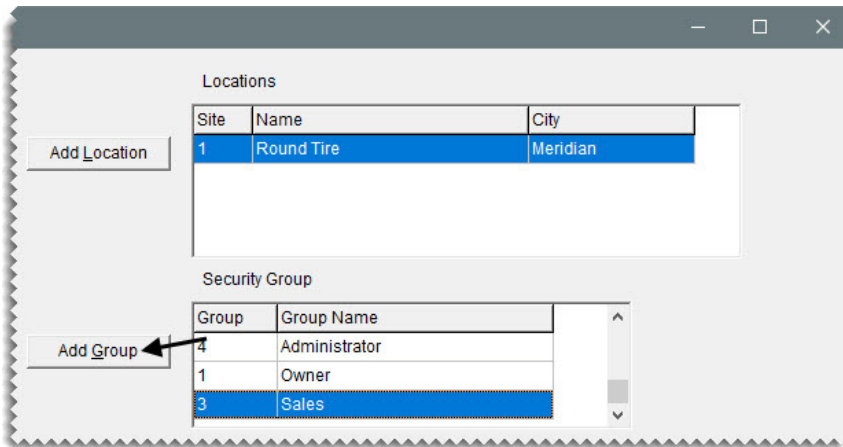 Locations
Site Name City
Add Location
1 Round Tire Meridian
Security Group
Group Group Name
Add Group
4 Administrator
1 Owner
3 Sales